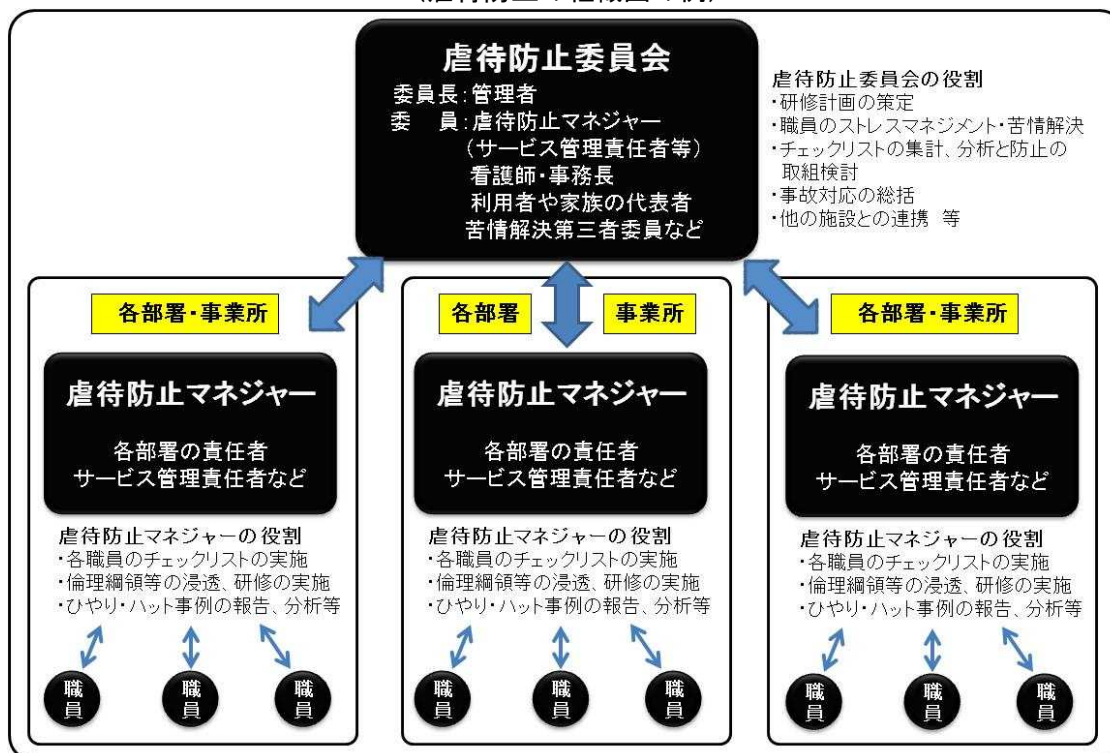 虐待防止委員会
委員長:管理者
委　員:虐待防止マネジャー
(サービス管理責任者等)
看護師・事務長
利用者や家族の代表者
苦情解決第三者委員など
虐待防止委員会の役割
・研修計画の策定
・職員のストレスマネジメント・苦情解決
・チェックリストの集計、分析と防止の
取組検討
・事故対応の総括
・他の施設との連携 等
各部署・事業所
虐待防止マネジャー
各部署の責任者
サービス管理責任者など
虐待防止マネジャーの役割
・各職員のチェックリストの実施
・倫理綱領等の浸透、研修の実施
・ひやり・ハット事例の報告、分析等
職員
職員
職員
各部署
事業所
虐待防止マネジャー
各部署の責任者
サービス管理責任者など
虐待防止マネジャーの役割
・各職員のチェックリストの実施
・倫理綱領等の浸透、研修の実施
・ひやり・ハット事例の報告、分析等
職員
職員
職員
各部署・事業所
虐待防止マネジャー
各部署の責任者
サービス管理責任者など
虐待防止マネジャーの役割
・各職員のチェックリストの実施
・倫理綱領等の浸透、研修の実施
・ひやり・ハット事例の報告、分析等
職員
職員
職員